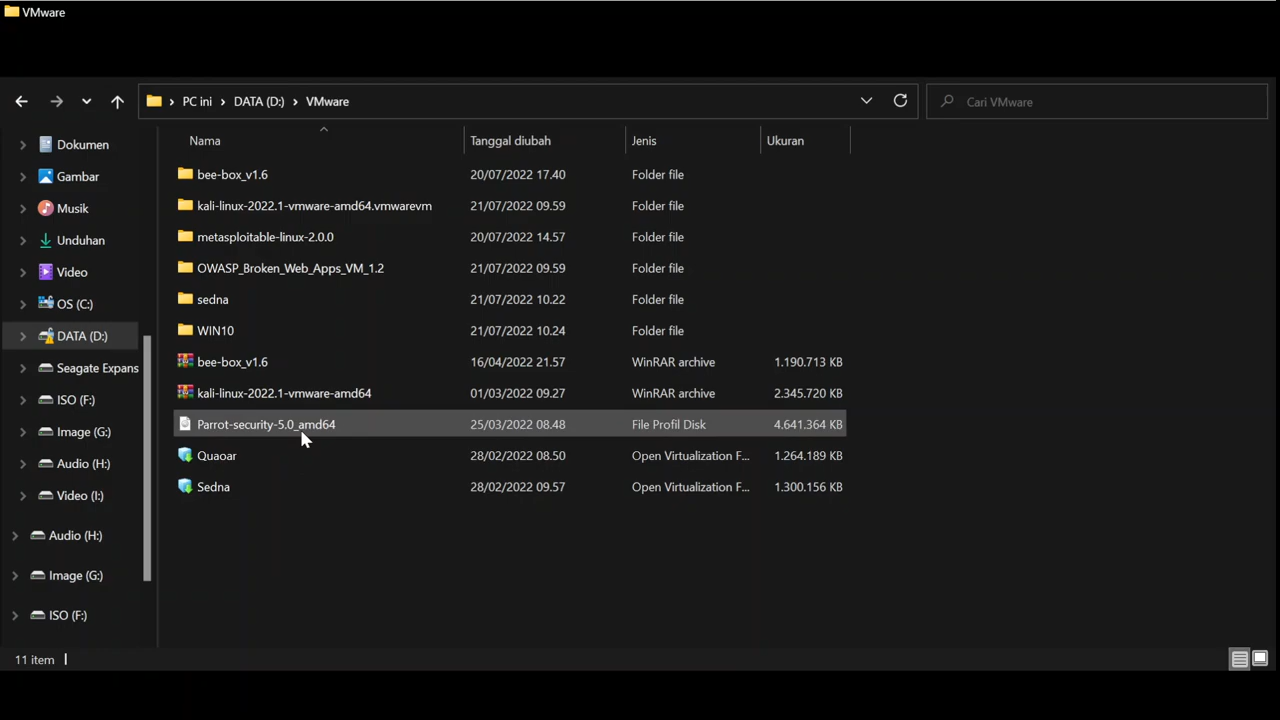 VMware
PC ini > DATA (D:) > VMware
Cari VMware
Nama Tanggal diubah Jenis Ukuran
Dokumen
Gambar
Musik
Unduhan
Video
OS (C:)
DATA (D:)
Seagate Expans
ISO (F:)
Image (G:)
Audio (H:)
Video (I:)
Audio (H:)
Image (G:)
ISO (F:)
bee-box_v1.6 20/07/2022 17.40 Folder file
kali-linux-2022.1-vmware-amd64.vmwarevm 21/07/2022 09.59 Folder file
metasploitable-linux-2.0.0 20/07/2022 14.57 Folder file
OWASP_Broken_Web_Apps_VM_1.2 21/07/2022 09.59 Folder file
sedna 21/07/2022 10.22 Folder file
WIN10 21/07/2022 10.24 Folder file
bee-box_v1.6 16/04/2022 21.57 WinRAR archive 1.190.713 KB
kali-linux-2022.1-vmware-amd64 01/03/2022 09.27 WinRAR archive 2.345.720 KB
Parrot-security-5.0_amd64 25/03/2022 08.48 File Profil Disk 4.641.364 KB
Quaoar 28/02/2022 08.50 Open Virtualization F... 1.264.189 KB
Sedna 28/02/2022 09.57 Open Virtualization F... 1.300.156 KB
11 item